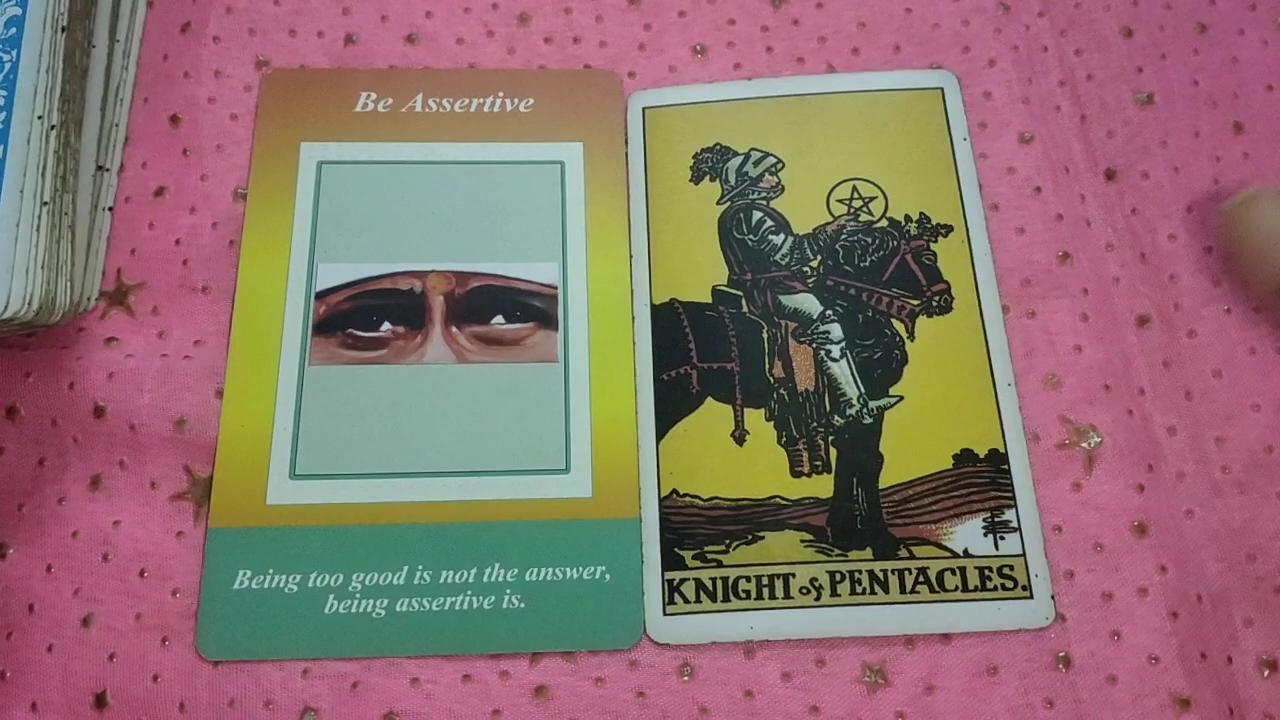 Be Assertive
Being too good is not the answer,
being assertive is.
KNIGHT of PENTACLES.